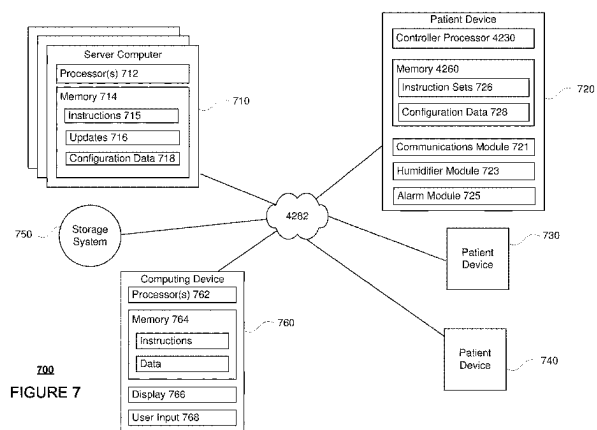 Server Computer
Processor(s) 712
Memory 714
Instructions 715
Updates 716
Configuration Data 718
710
Patient Device
Controller Processor 4230
Memory 4260
Instruction Sets 726
Configuration Data 728
Communications Module 721
Humidifier Module 723
Alarm Module 725
720
4282
750
Storage
System
730
Patient
Device
Computing Device
Processor(s) 762
Memory 764
Instructions
Data
Display 766
User Input 768
760
740
Patient
Device
700
FIGURE 7